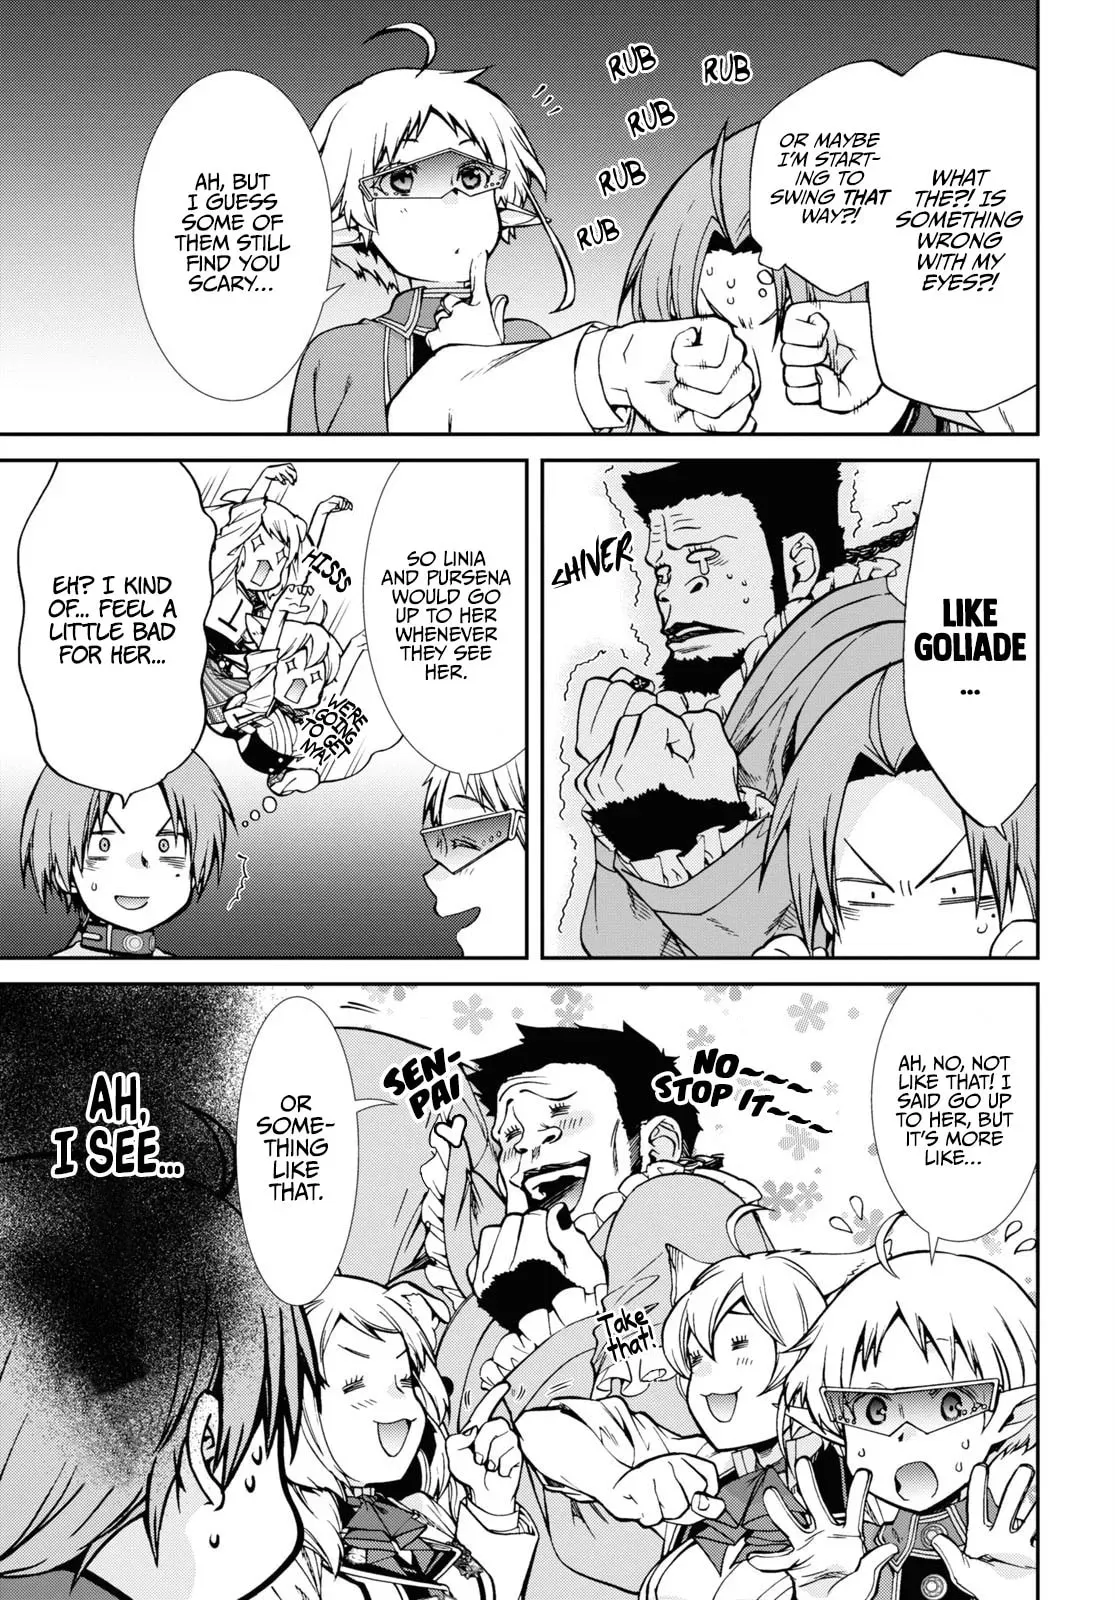 WHAT
THE?! IS
SOMETHING
WRONG
WITH MY
EYES?!
OR MAYBE
I'M START-
ING TO
SWING THAT
WAY?!
RUB
RUB
RUB
RUB
RUB
AH, BUT
I GUESS
SOME OF
THEM STILL
FIND YOU
SCARY...
LIKE
GOLIADE
...
SHIVER
SO LINIA
AND PURSENA
WOULD GO
UP TO HER
WHENEVER
THEY SEE
HER.
HISSS
WE'RE
GOING
TO GET
NYA!
EH? I KIND
OF... FEEL A
LITTLE BAD
FOR HER...
AH, NO, NOT
LIKE THAT! I
SAID GO UP
TO HER, BUT
IT'S MORE
LIKE...
NO~~~~
STOP IT~~~~
SEN-
PAI
Take
that!
OR
SOME-
THING
LIKE
THAT.
AH,
I SEE...